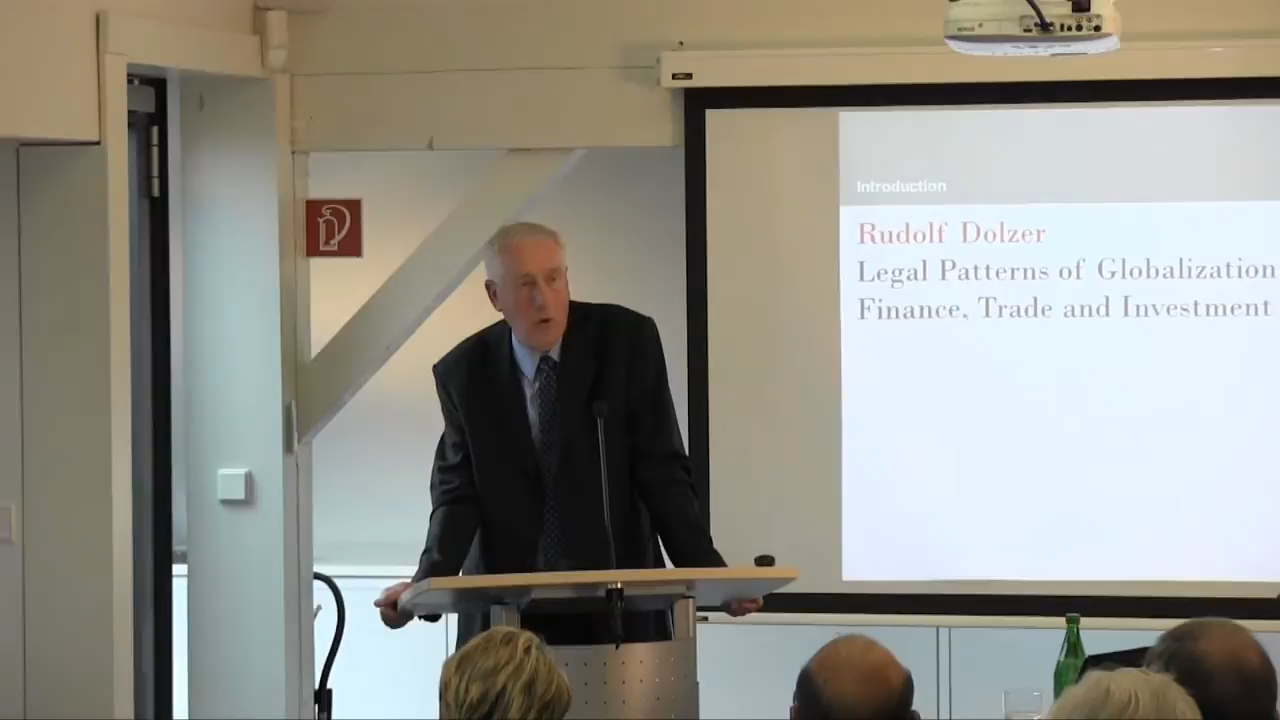 Introduction
Rudolf Dolzer
Legal Patterns of Globalization
Finance, Trade and Investment